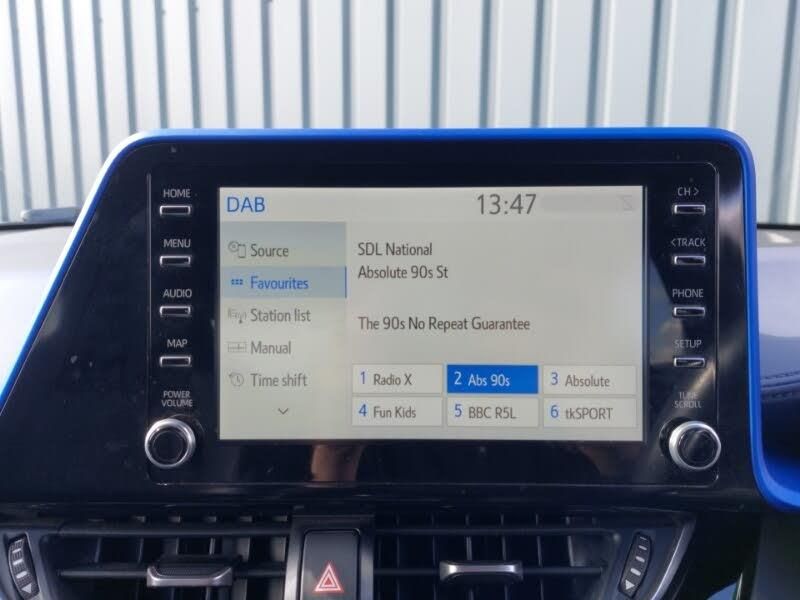 HOME
MENU
AUDIO
MAP
POWER
VOLUME
DAB
13:47
Source
Favourites
Station list
Manual
Time shift
SDL National
Absolute 90s St
The 90s No Repeat Guarantee
1 Radio X
2 Abs 90s
3 Absolute
4 Fun Kids
5 BBC R5L
6 tkSPORT
CH >
< TRACK
PHONE
SETUP
TUNE
SCROLL